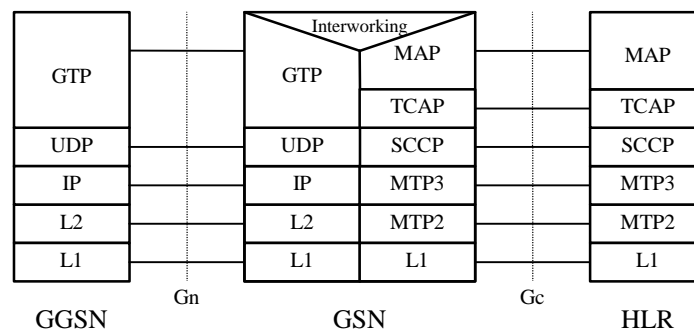 Interworking
GTP GTP MAP MAP
TCAP TCAP
UDP UDP SCCP SCCP
IP IP MTP3 MTP3
L2 L2 MTP2 MTP2
L1 L1 L1 L1
Gn Gc
GGSN GSN HLR